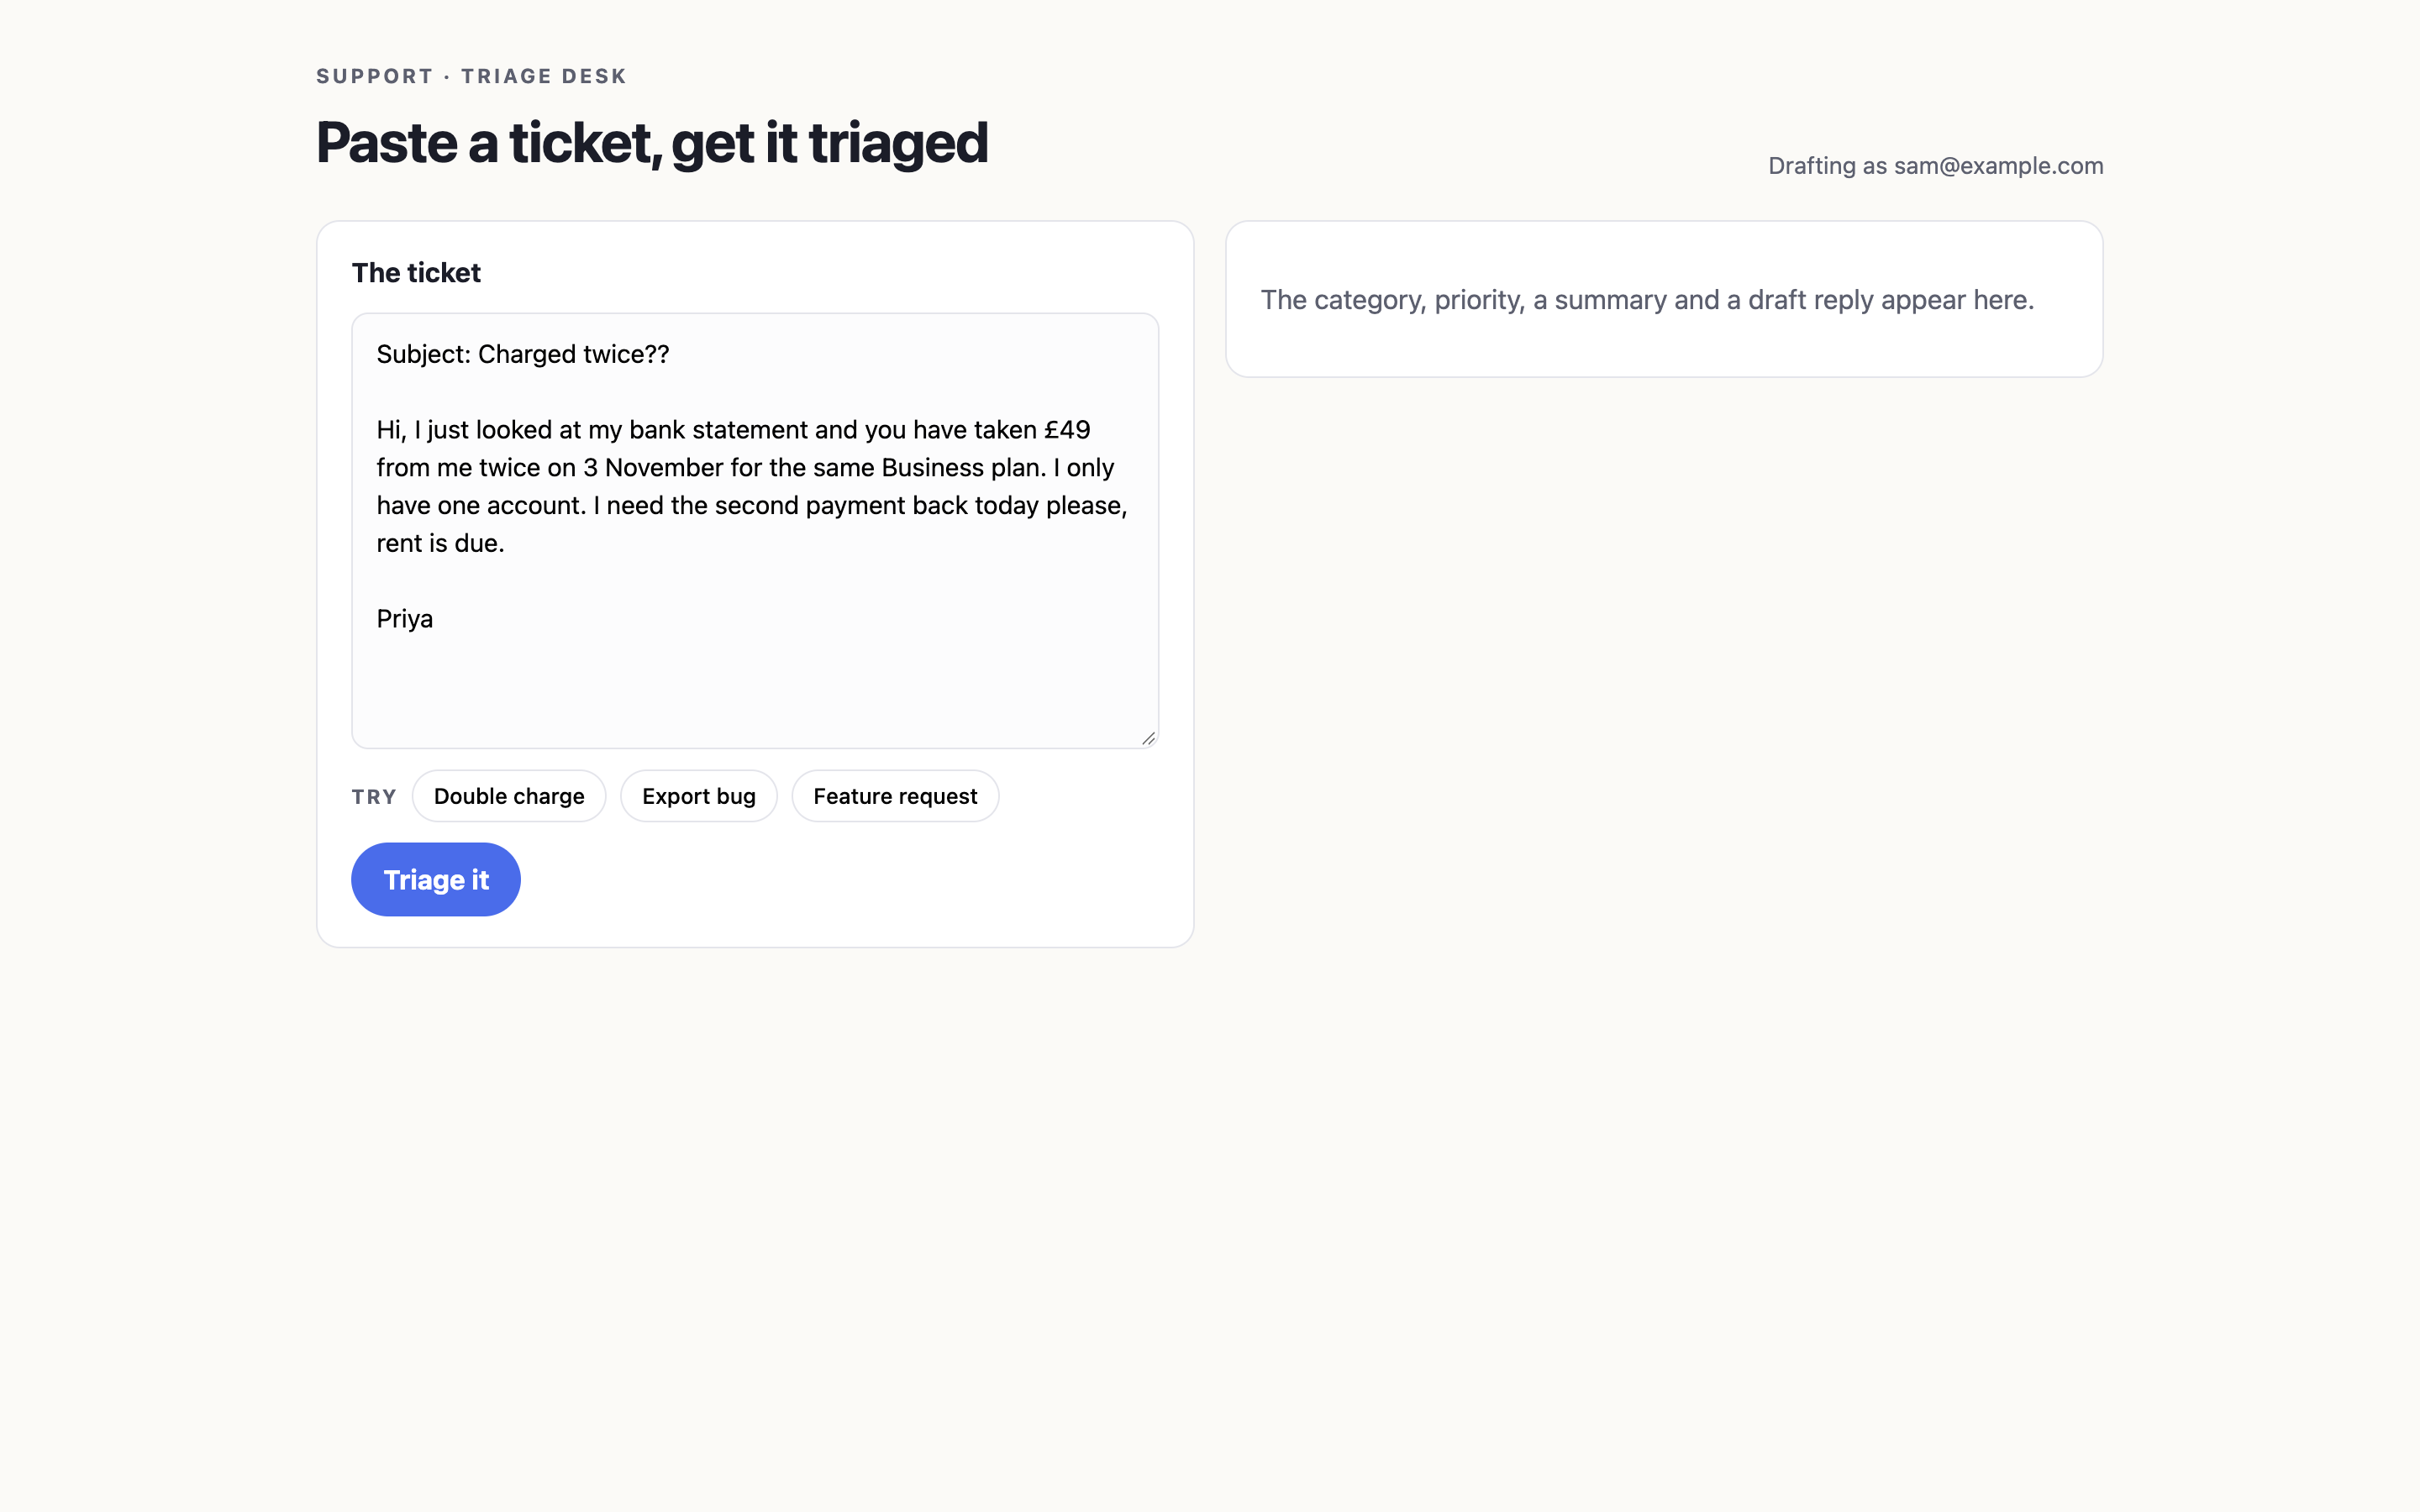 SUPPORT · TRIAGE DESK
Paste a ticket, get it triaged
Drafting as sam@example.com
The ticket
Subject: Charged twice??
Hi, I just looked at my bank statement and you have taken £49
from me twice on 3 November for the same Business plan. I only
have one account. I need the second payment back today please,
rent is due.
Priya
TRY
Double charge
Export bug
Feature request
Triage it
The category, priority, a summary and a draft reply appear here.